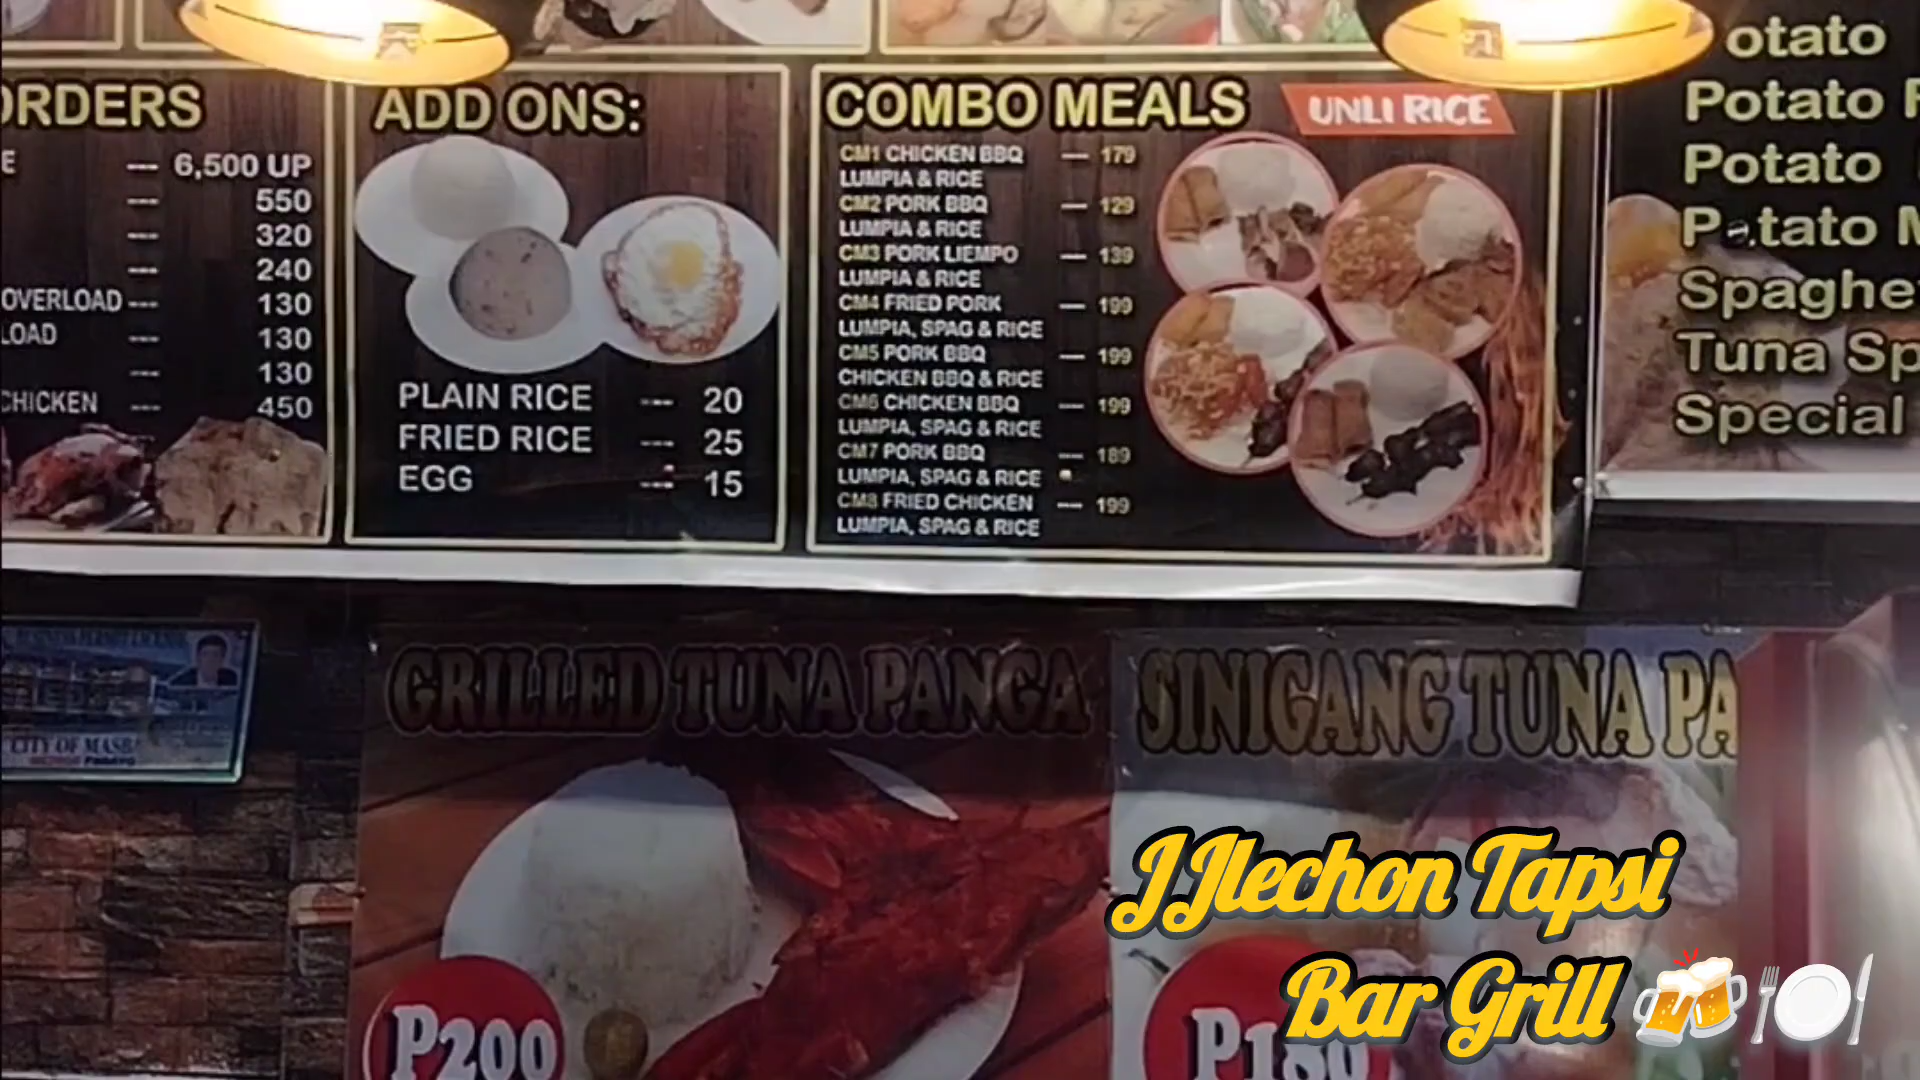 ORDERS
E --- 6,500 UP
--- 550
--- 320
--- 240
OVERLOAD --- 130
LOAD --- 130
--- 130
CHICKEN --- 450
ADD ONS:
PLAIN RICE --- 20
FRIED RICE --- 25
EGG --- 15
COMBO MEALS
UNLI RICE
CM1 CHICKEN BBQ --- 179
LUMPIA & RICE
CM2 PORK BBQ --- 129
LUMPIA & RICE
CM3 PORK LIEMPO --- 139
LUMPIA & RICE
CM4 FRIED PORK --- 199
LUMPIA, SPAG & RICE
CM5 PORK BBQ --- 199
CHICKEN BBQ & RICE
CM6 CHICKEN BBQ --- 199
LUMPIA, SPAG & RICE
CM7 PORK BBQ --- 189
LUMPIA, SPAG & RICE
CM8 FRIED CHICKEN --- 199
LUMPIA, SPAG & RICE
otato
Potato
Potato
Potato M
Spaghe
Tuna Sp
Special
CITY OF MASBA
GRILLED TUNA PANGA
P200
SINIGANG TUNA PA
P180
JJlechon Tapsi
Bar Grill 🍻🍽